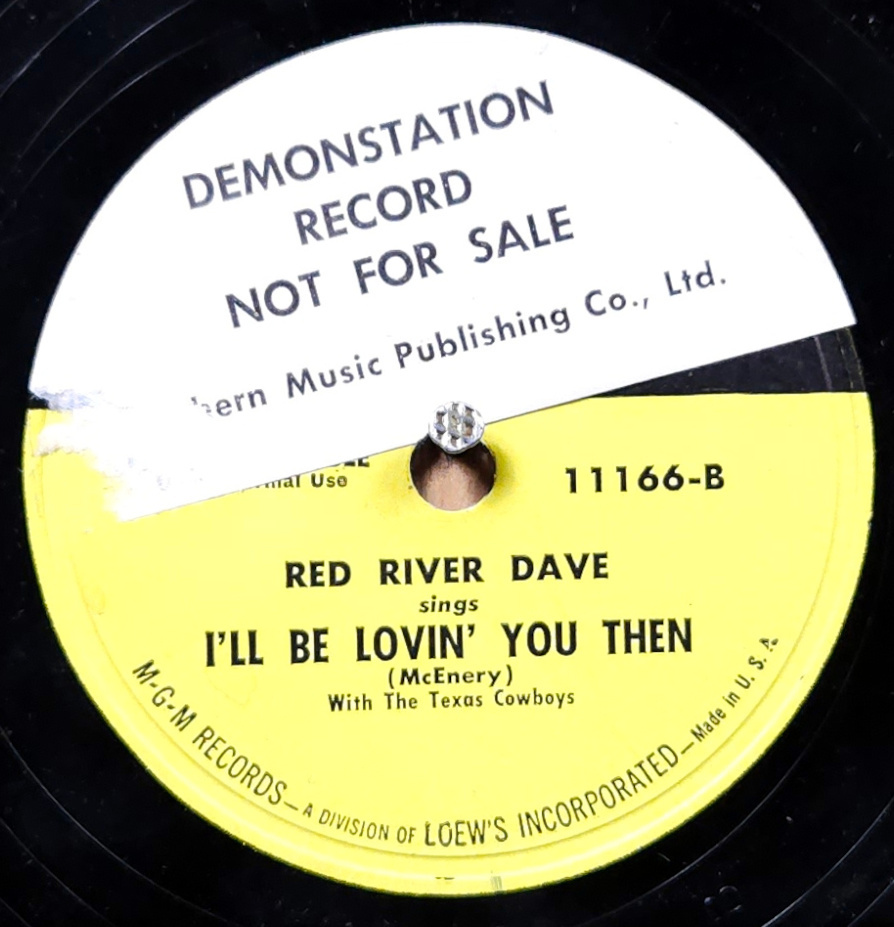 DEMONSTATION
RECORD
NOT FOR SALE
Music Publishing Co., Ltd.
Use
11166-B
RED RIVER DAVE
sings
I'LL BE LOVIN' YOU THEN
(McEnery)
With The Texas Cowboys
M-G-M RECORDS—A DIVISION OF LOEW'S INCORPORATED—Made in U. S. A.